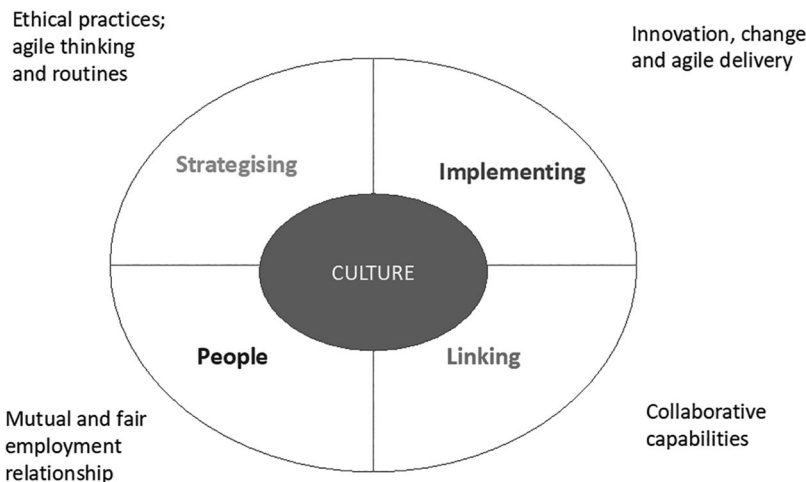 Ethical practices;
agile thinking
and routines
Innovation, change
and agile delivery
Strategising
Implementing
CULTURE
People
Linking
Mutual and fair
employment
relationship
Collaborative
capabilities